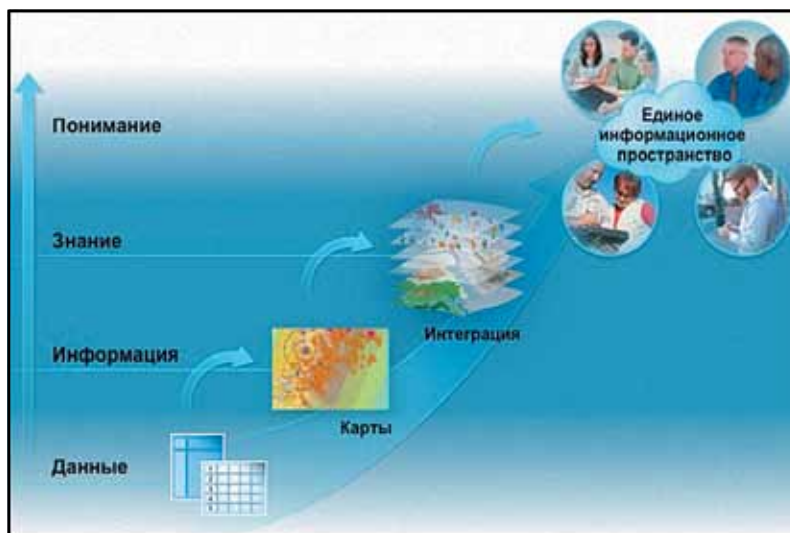 Понимание
Единое
информационное
пространство
Знание
Интеграция
Информация
Карты
Данные